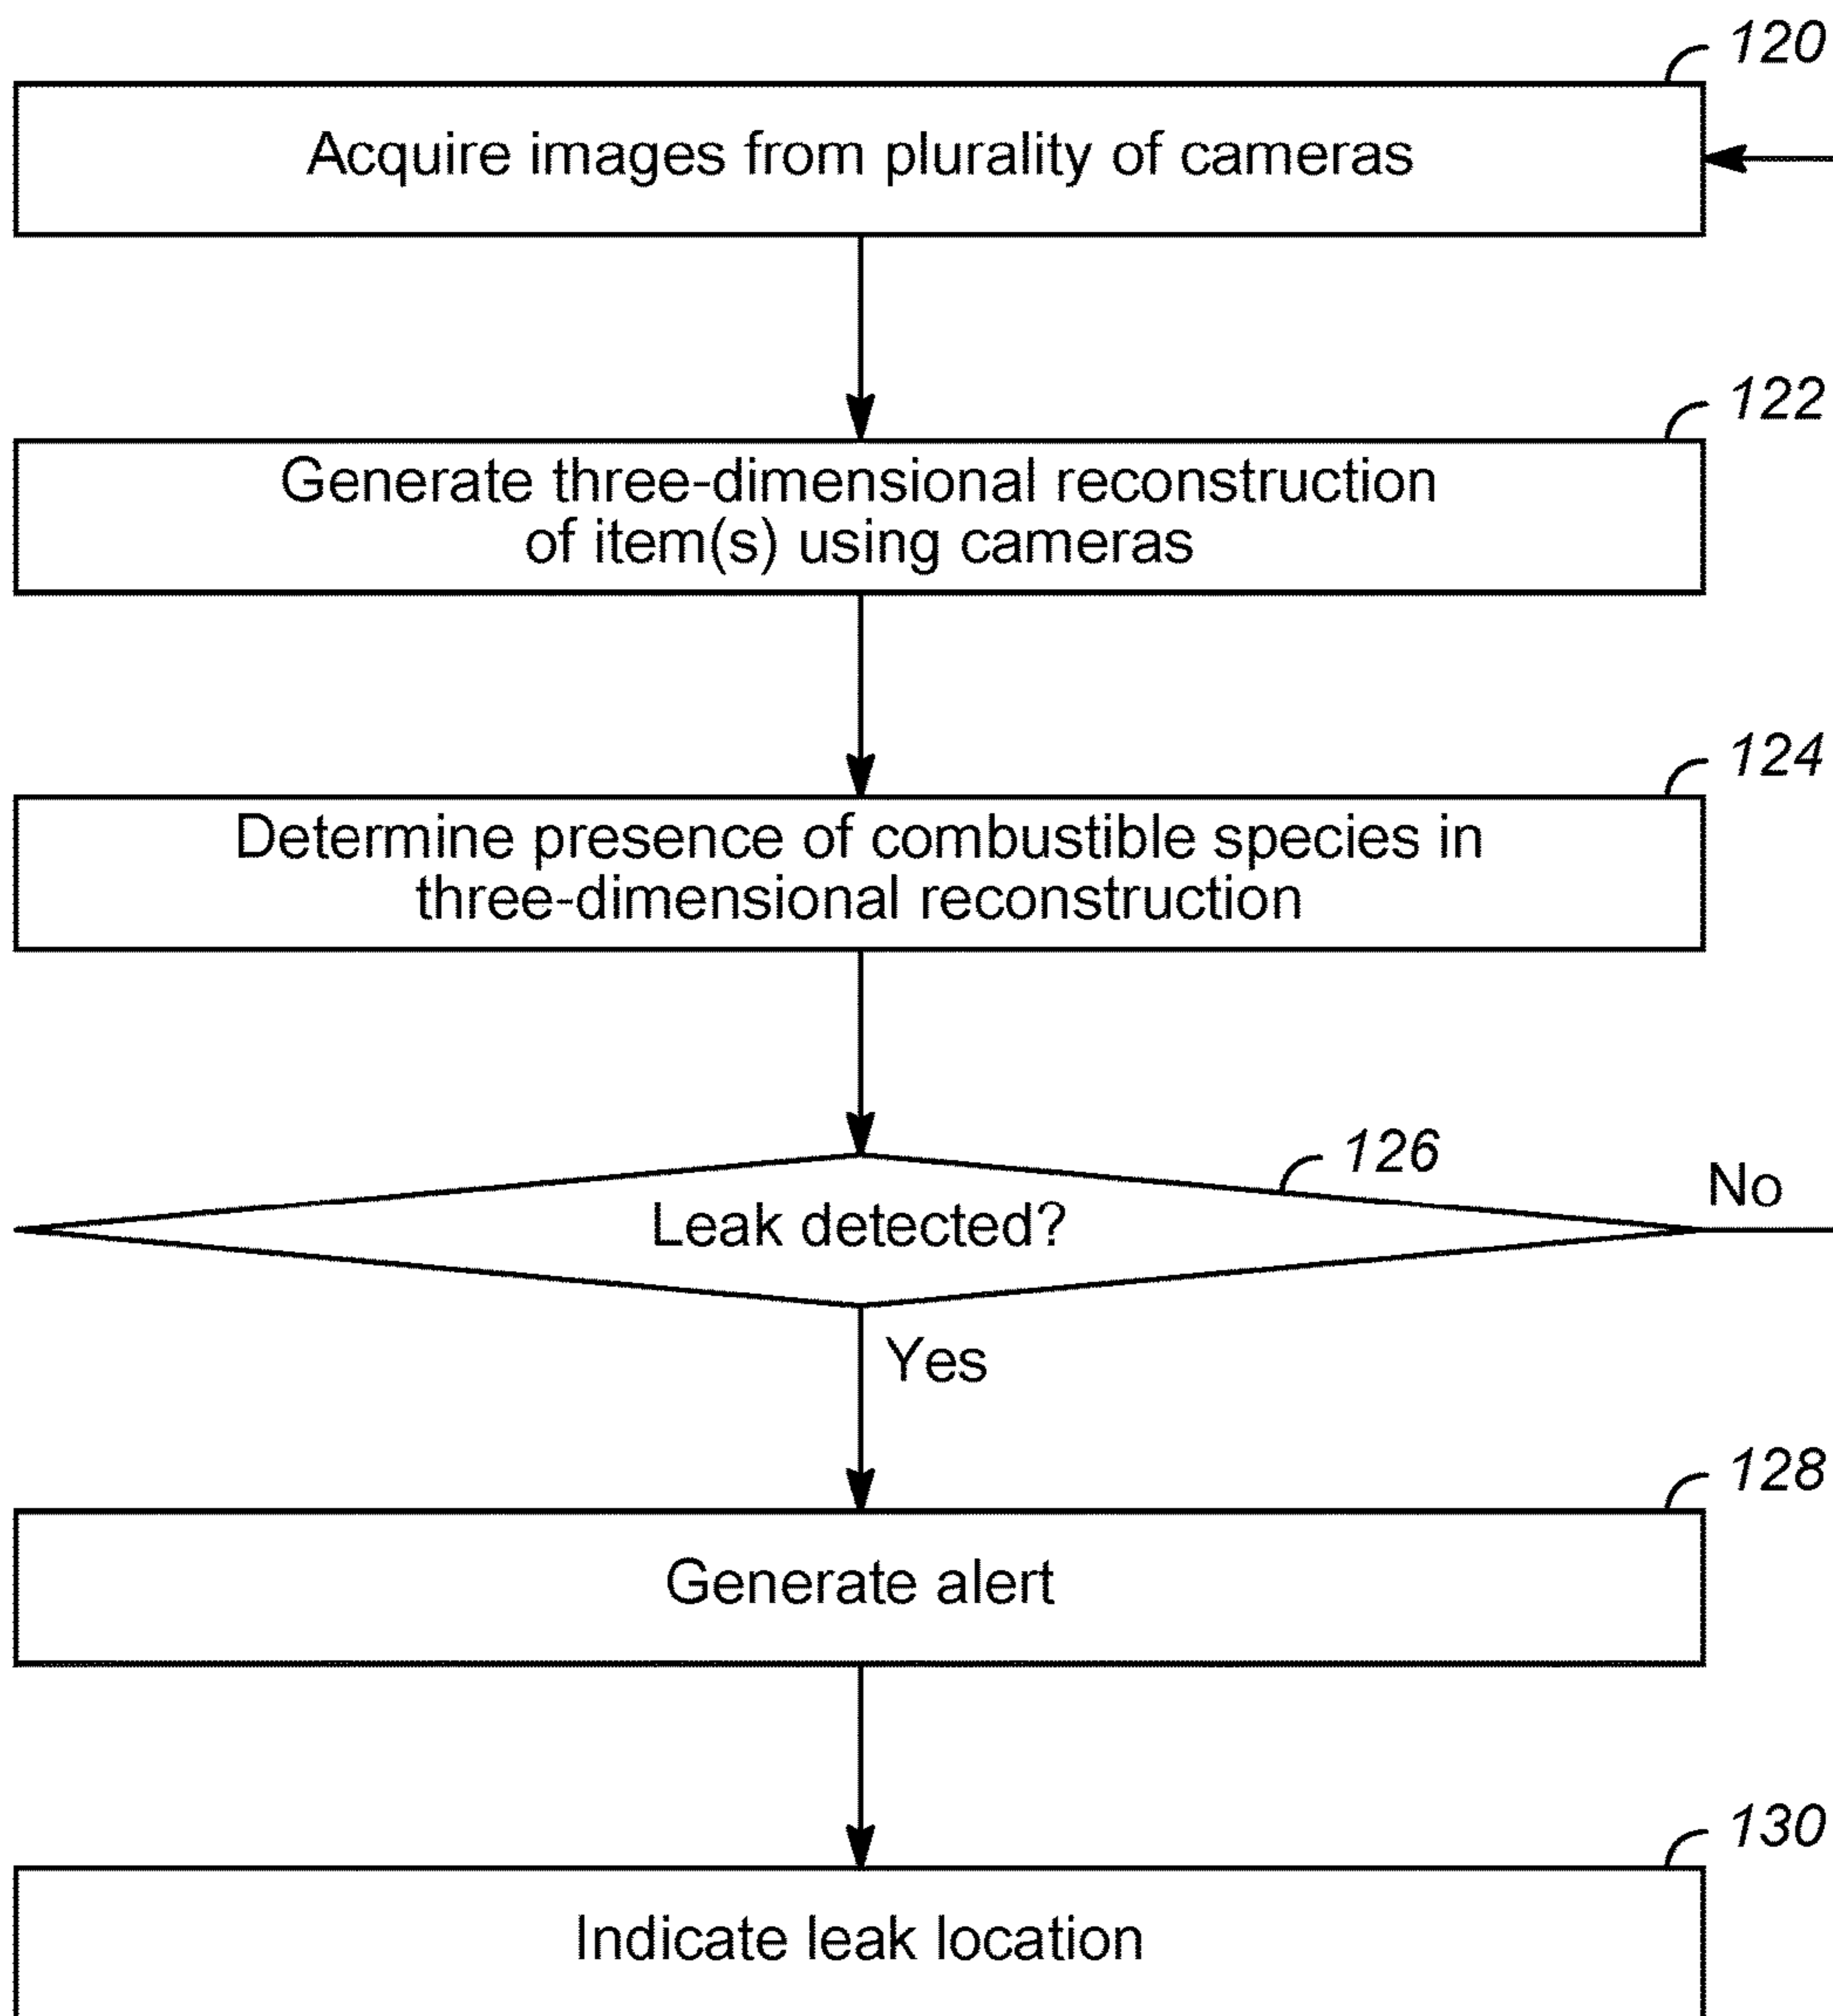 120
Acquire images from plurality of cameras
122
Generate three-dimensional reconstruction
of item(s) using cameras
124
Determine presence of combustible species in
three-dimensional reconstruction
126
Leak detected?
No
Yes
128
Generate alert
130
Indicate leak location